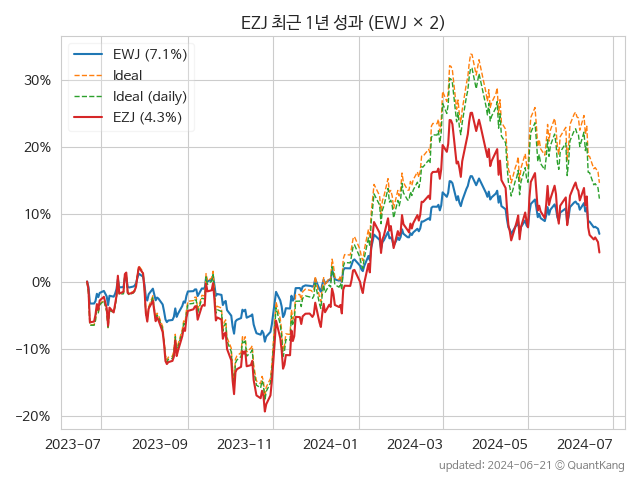 EZJ 최근 1년 성과 (EWJ × 2)
EWJ (7.1%)
Ideal
Ideal (daily)
EZJ (4.3%)
30%
20%
10%
0%
−10%
−20%
2023-07 2023-09 2023-11 2024-01 2024-03 2024-05 2024-07
updated: 2024-06-21 © QuantKang